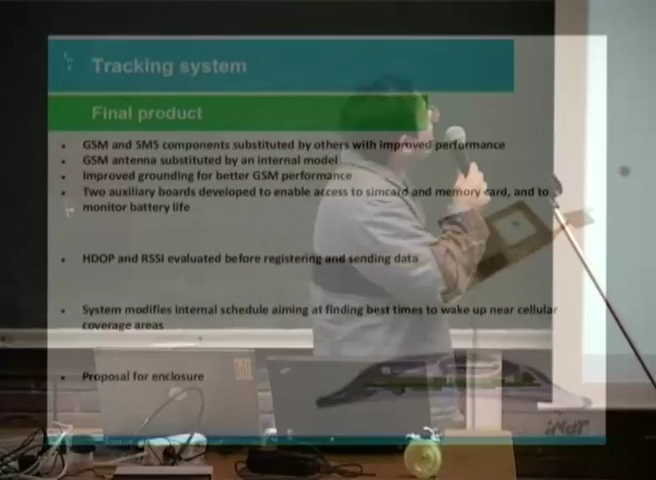 Tracking system
Final product
GSM and SMS components substituted by others with improved performance
GSM antenna substituted by an internal model
Improved grounding for better GSM performance
Two auxiliary boards developed to enable access to simcard and memory card, and to
monitor battery life
HDOP and RSSI evaluated before registering and sending data
System modifies internal schedule aiming at finding best times to wake up near cellular
coverage areas
Proposal for enclosure